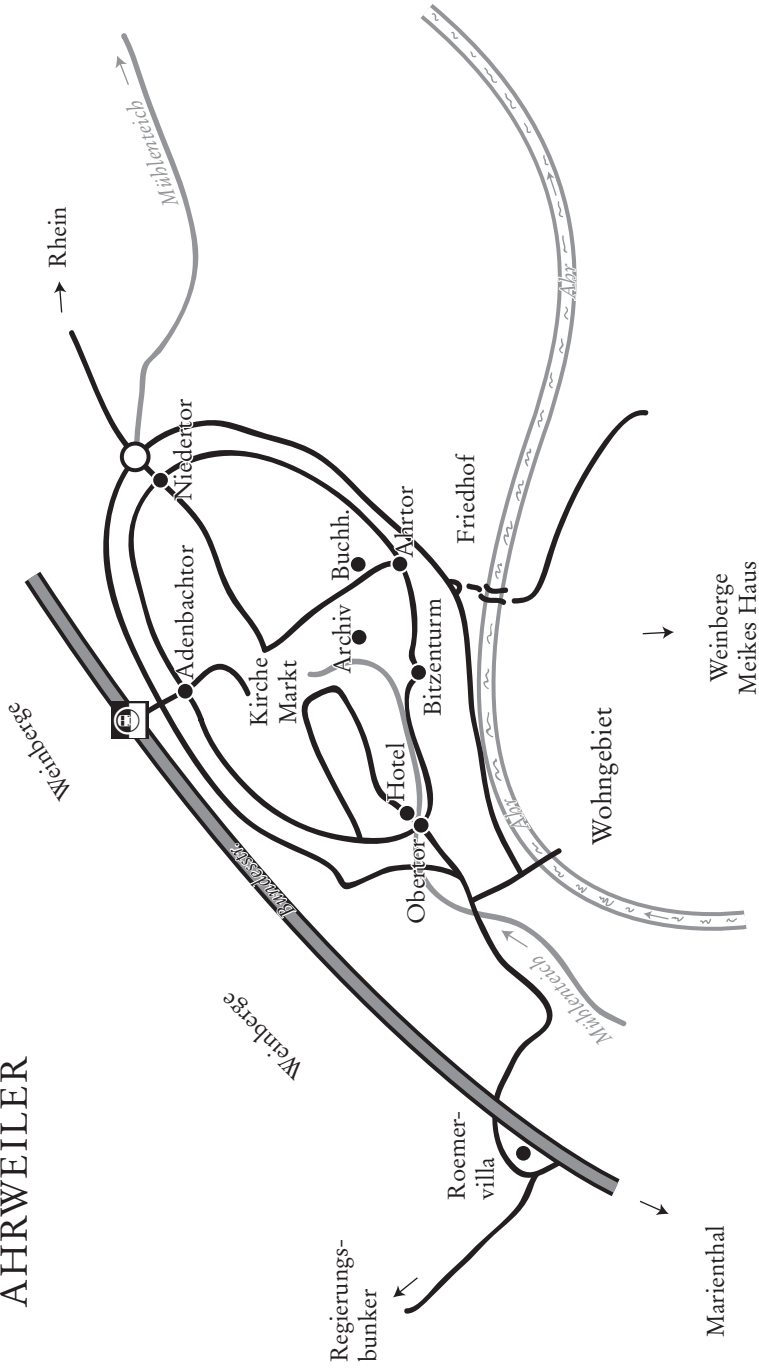 AHRWEILER
Weinberge
Rhein
Mühlenteich
Niedertor
Adenbachtor
Bundesstr.
Weinberge
Kirche
Markt
Archiv
Buchh.
Ahrtor
Friedhof
Ahr
Bitzenturm
Hotel
Obertor
Ahr
Wohngebiet
Weinberge
Meikes Haus
Mühlenteich
Roemer-
villa
Regierungs-
bunker
Marienthal